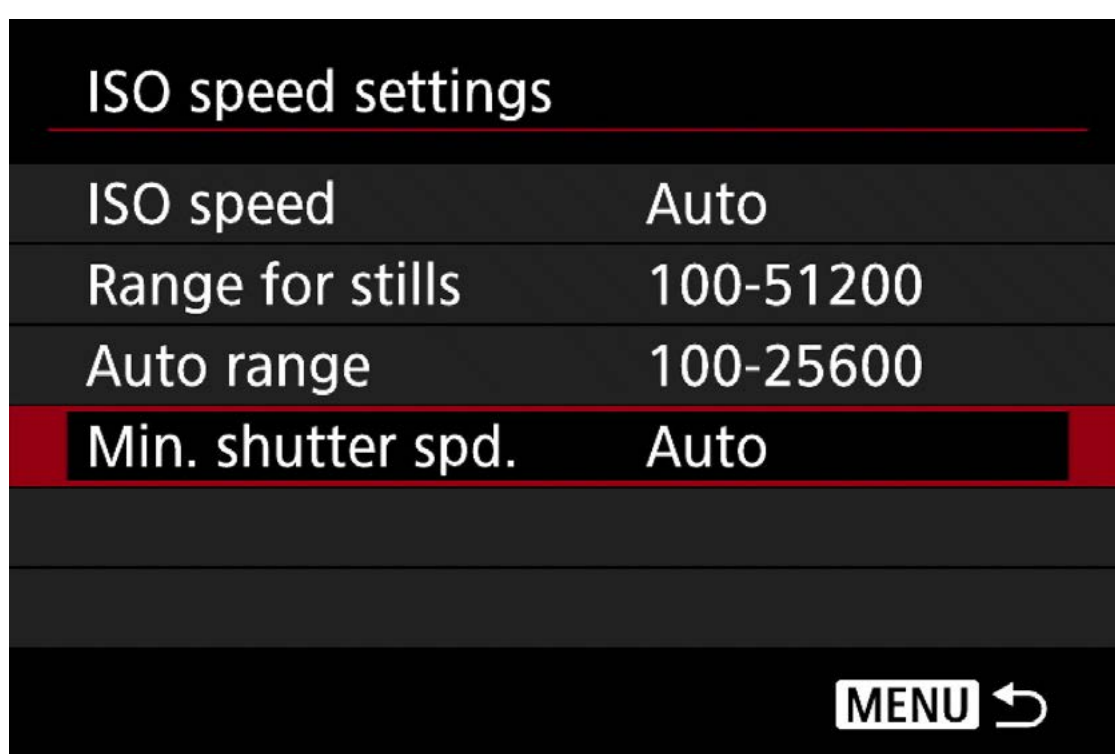 ISO speed settings
ISO speed Auto
Range for stills 100-51200
Auto range 100-25600
Min. shutter spd. Auto
MENU